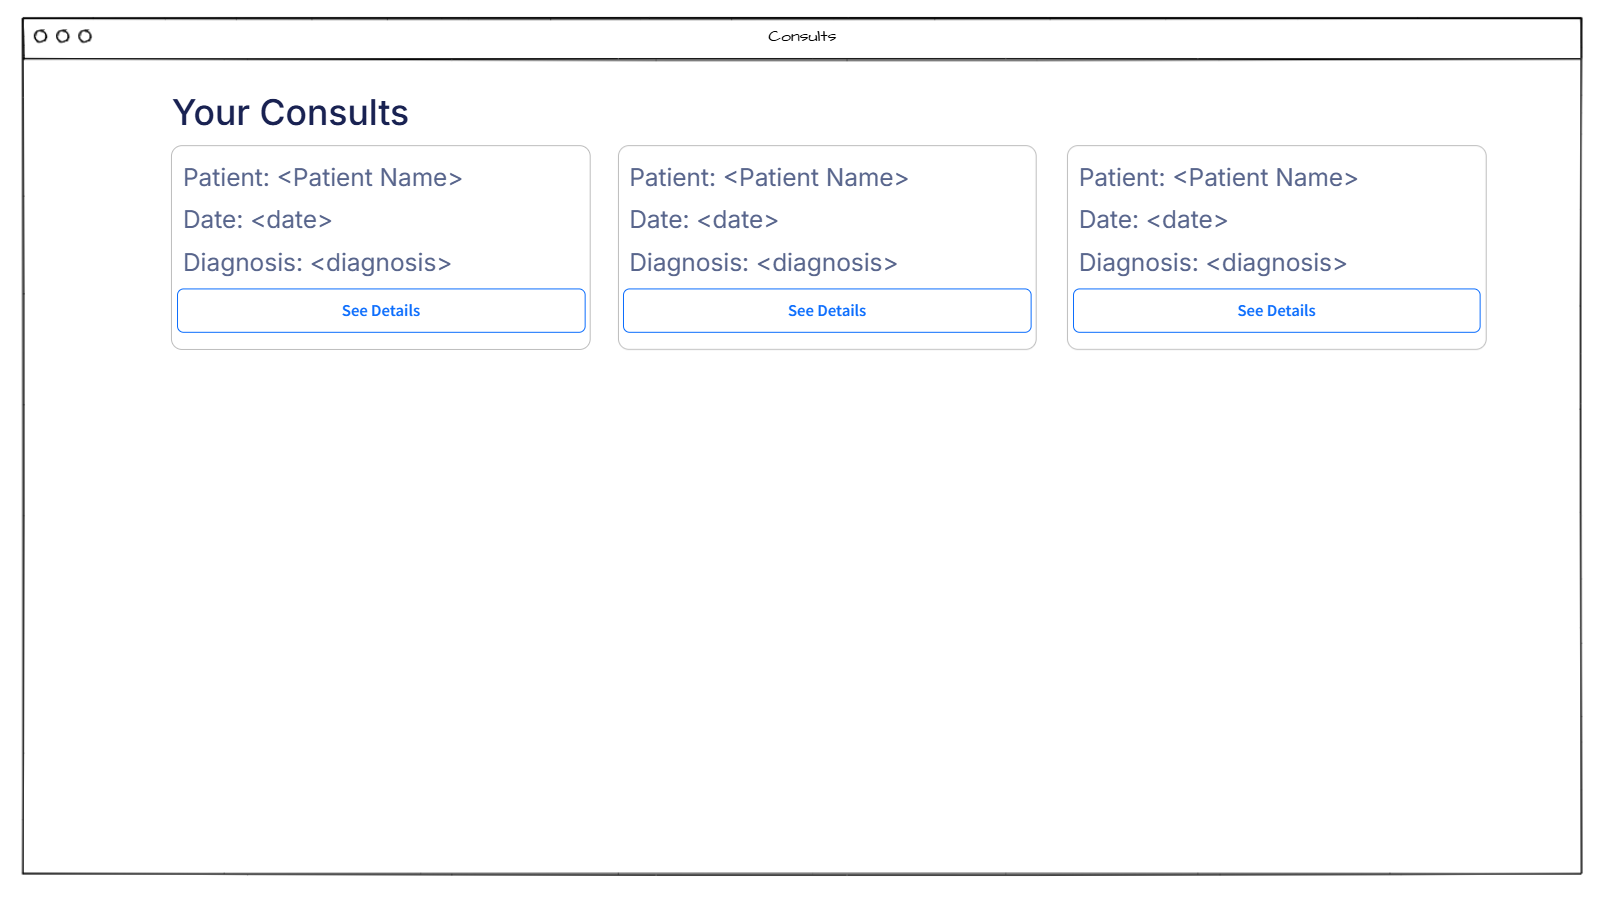 Consults
Your Consults
Patient: <Patient Name>
Date: <date>
Diagnosis: <diagnosis>
See Details
Patient: <Patient Name>
Date: <date>
Diagnosis: <diagnosis>
See Details
Patient: <Patient Name>
Date: <date>
Diagnosis: <diagnosis>
See Details